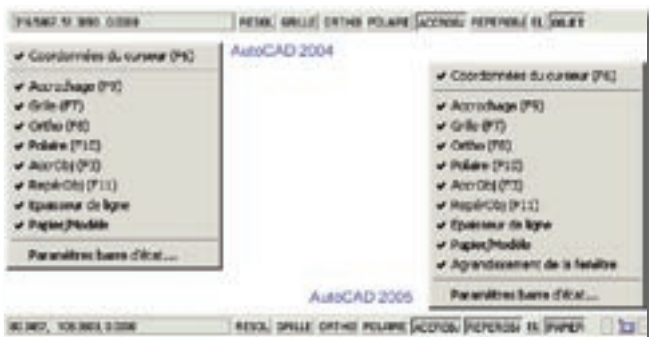 RESOL GRILLE ORTHO POLAIRE ACCROBJ REPEROBJ EL OBJET
AutoCAD 2004
✓ Coordonnées du curseur (F6)
✓ Accrochage (F9)
✓ Grille (F7)
✓ Ortho (F8)
✓ Polaire (F10)
✓ AccrObj (F3)
✓ RepérObj (F11)
✓ Epaisseur de ligne
✓ Papier/Modèle
Paramètres barre d'état...
✓ Coordonnées du curseur (F6)
✓ Accrochage (F9)
✓ Grille (F7)
✓ Ortho (F8)
✓ Polaire (F10)
✓ AccrObj (F3)
✓ RepérObj (F11)
✓ Epaisseur de ligne
✓ Papier/Modèle
✓ Agrandissement de la fenêtre
Paramètres barre d'état...
AutoCAD 2005
RESOL GRILLE ORTHO POLAIRE ACCROBJ REPEROBJ EL PAPIER